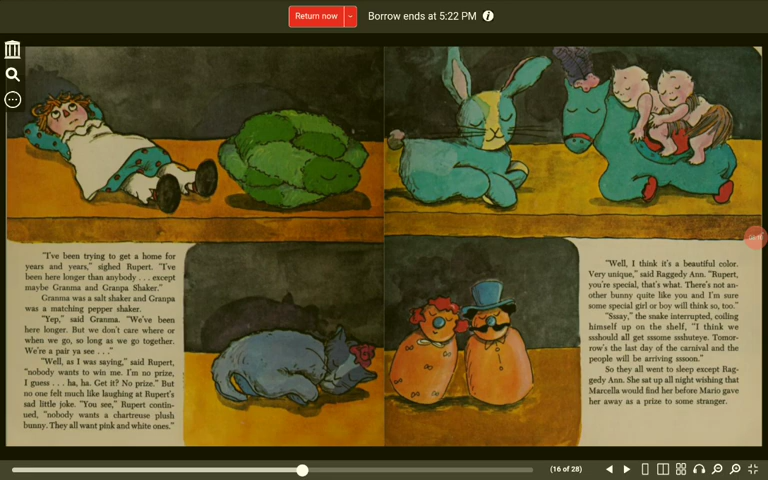 Return now
Borrow ends at 5:22 PM
"I've been trying to get a home for
years and years," sighed Rupert. "I've
been here longer than anybody . . . except
maybe Granma and Granpa Shaker."
Granma was a salt shaker and Granpa
was a matching pepper shaker.
"Yep," said Granma. "We've been
here longer. But we don't care where or
when we go, so long as we go together.
We're a pair ya see . . ."
"Well, as I was saying," said Rupert,
"nobody wants to win me. I'm no prize,
I guess . . . ha, ha. Get it? No prize." But
no one felt much like laughing at Rupert's
sad little joke. "You see," Rupert contin-
ued, "nobody wants a chartreuse plush
bunny. They all want pink and white ones."
"Well, I think it's a beautiful color.
Very unique," said Raggedy Ann. "Rupert,
you're special, that's what. There's not an-
other bunny quite like you and I'm sure
some special girl or boy will think so, too."
"Sssay," the snake interrupted, coiling
himself up on the shelf, "I think we
ssshould all get sssome ssshuteye. Tomor-
row's the last day of the carnival and the
people will be arriving sssoon."
So they all went to sleep except Rag-
gedy Ann. She sat up all night wishing that
Marcella would find her before Mario gave
her away as a prize to some stranger.
(16 of 28)